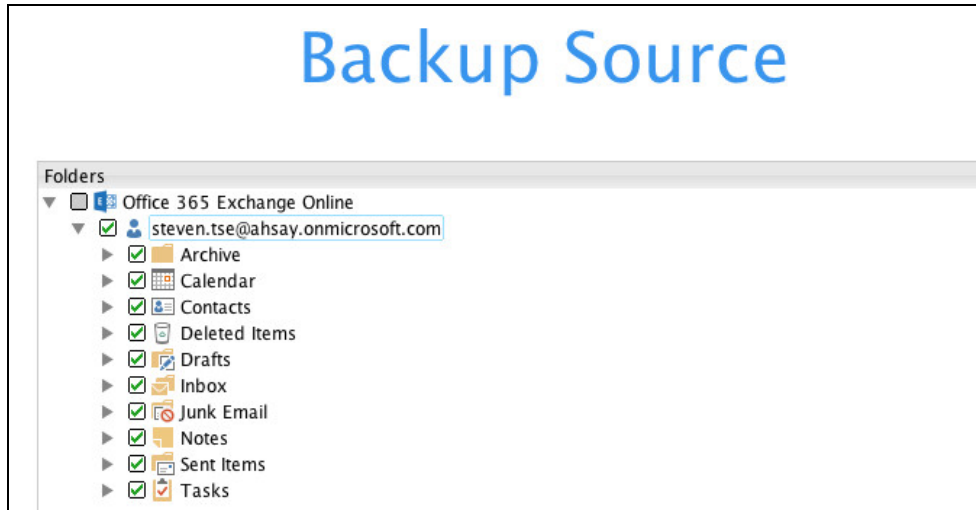 Backup Source
Folders
Office 365 Exchange Online
steven.tse@ahsay.onmicrosoft.com
Archive
Calendar
Contacts
Deleted Items
Drafts
Inbox
Junk Email
Notes
Sent Items
Tasks